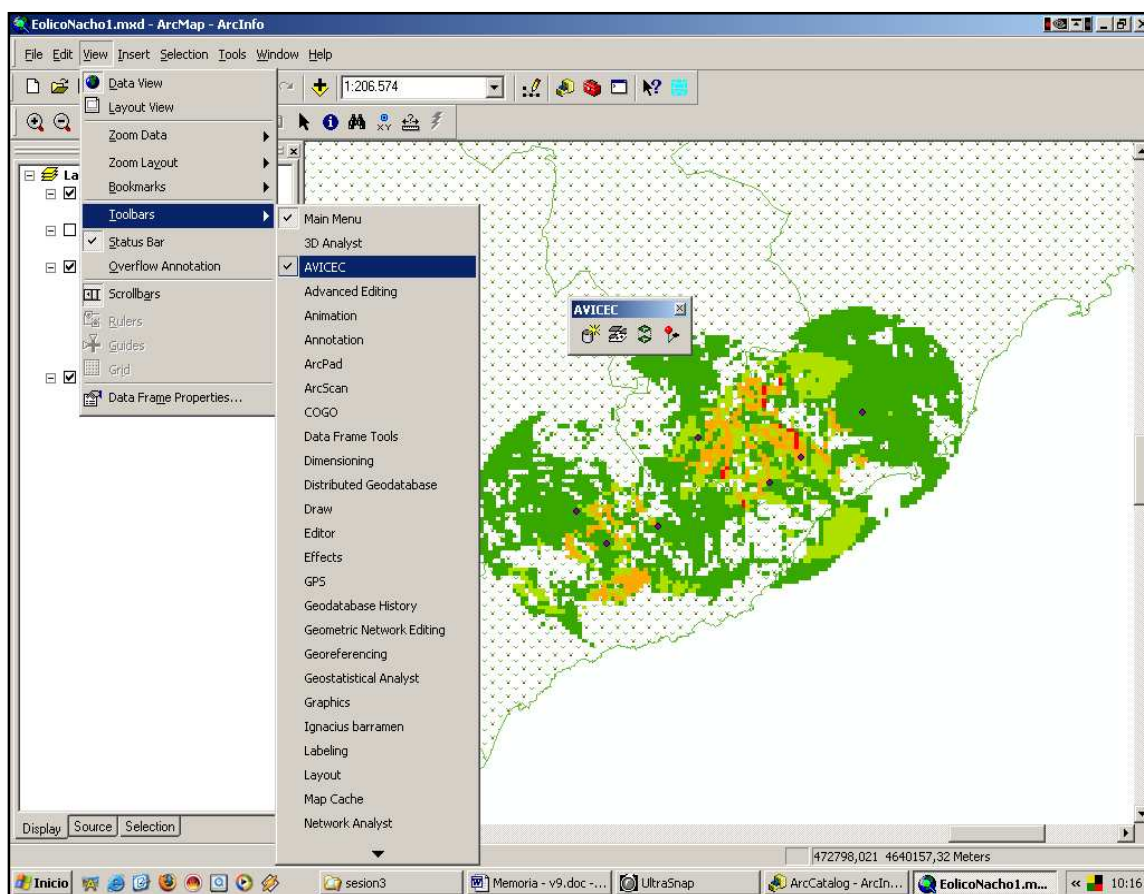 EolicoNacho1.mxd - ArcMap - ArcInfo
File Edit View Insert Selection Tools Window Help
1:206.574
Data View
Layout View
Zoom Data
Zoom Layout
Bookmarks
Toolbars
Status Bar
Overflow Annotation
Scrollbars
Rulers
Guides
Grid
Data Frame Properties...
La
Main Menu
3D Analyst
AVICEC
Advanced Editing
Animation
Annotation
ArcPad
ArcScan
COGO
Data Frame Tools
Dimensioning
Distributed Geodatabase
Draw
Editor
Effects
GPS
Geodatabase History
Geometric Network Editing
Georeferencing
Geostatistical Analyst
Graphics
Ignacius barramen
Labeling
Layout
Map Cache
Network Analyst
AVICEC
XY
Display Source Selection
472798,021 4640157,32 Meters
Inicio sesion3 Memoria - v9.doc -... UltraSnap ArcCatalog - ArcIn... EolicoNacho1.m... « 10:16